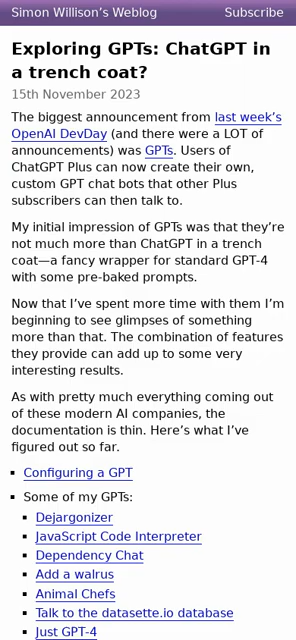 Simon Willison’s Weblog Subscribe
Exploring GPTs: ChatGPT in
a trench coat?
15th November 2023
The biggest announcement from last week’s
OpenAI DevDay (and there were a LOT of
announcements) was GPTs. Users of
ChatGPT Plus can now create their own,
custom GPT chat bots that other Plus
subscribers can then talk to.
My initial impression of GPTs was that they’re
not much more than ChatGPT in a trench
coat—a fancy wrapper for standard GPT-4
with some pre-baked prompts.
Now that I’ve spent more time with them I’m
beginning to see glimpses of something
more than that. The combination of features
they provide can add up to some very
interesting results.
As with pretty much everything coming out
of these modern AI companies, the
documentation is thin. Here’s what I’ve
figured out so far.
Configuring a GPT
Some of my GPTs:
Dejargonizer
JavaScript Code Interpreter
Dependency Chat
Add a walrus
Animal Chefs
Talk to the datasette.io database
Just GPT-4